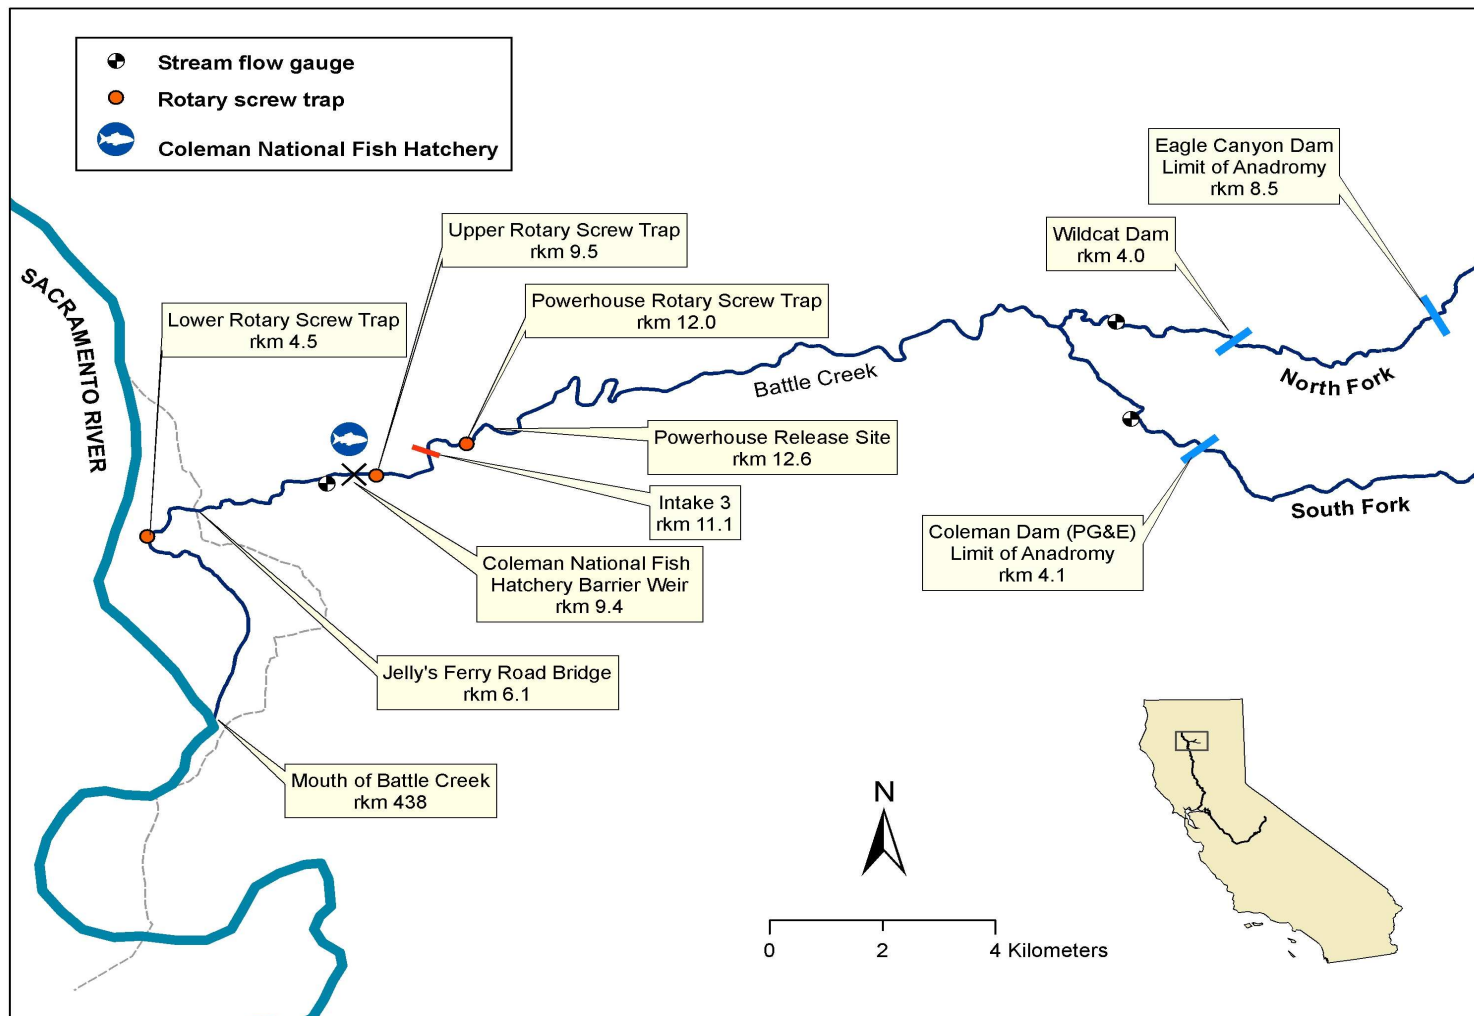 Stream flow gauge
Rotary screw trap
Coleman National Fish Hatchery
Eagle Canyon Dam
Limit of Anadromy
rkm 8.5
Upper Rotary Screw Trap
rkm 9.5
Wildcat Dam
rkm 4.0
SACRAMENTO RIVER
Lower Rotary Screw Trap
rkm 4.5
Powerhouse Rotary Screw Trap
rkm 12.0
Battle Creek
North Fork
Powerhouse Release Site
rkm 12.6
Intake 3
rkm 11.1
South Fork
Coleman Dam (PG&E)
Limit of Anadromy
rkm 4.1
Coleman National Fish
Hatchery Barrier Weir
rkm 9.4
Jelly's Ferry Road Bridge
rkm 6.1
Mouth of Battle Creek
rkm 438
N
0 2 4 Kilometers